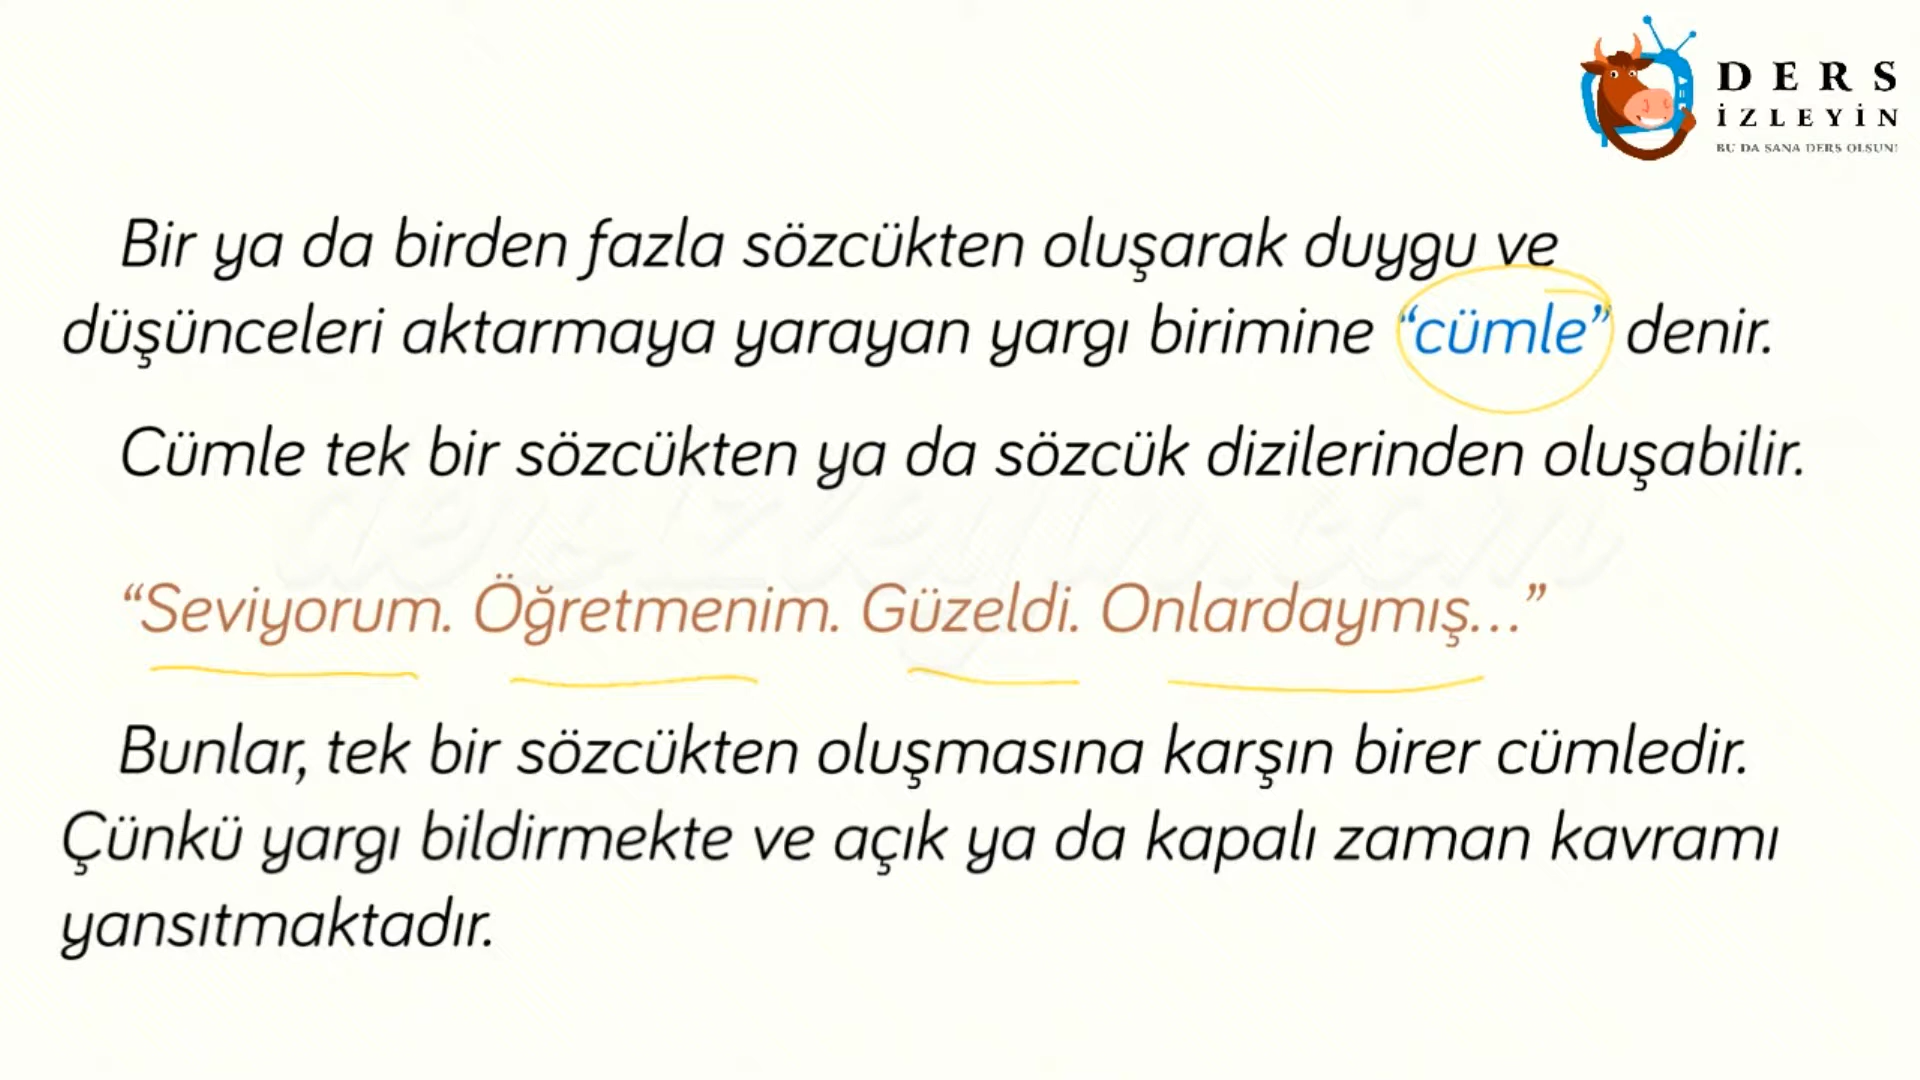 DERS
İZLEYİN
BU DA SANA DERS OLSUN!
Bir ya da birden fazla sözcükten oluşarak duygu ve
düşünceleri aktarmaya yarayan yargı birimine “cümle” denir.
Cümle tek bir sözcükten ya da sözcük dizilerinden oluşabilir.
“Seviyorum. Öğretmenim. Güzeldi. Onlardaymış...”
Bunlar, tek bir sözcükten oluşmasına karşın birer cümledir.
Çünkü yargı bildirmekte ve açık ya da kapalı zaman kavramı
yansıtmaktadır.